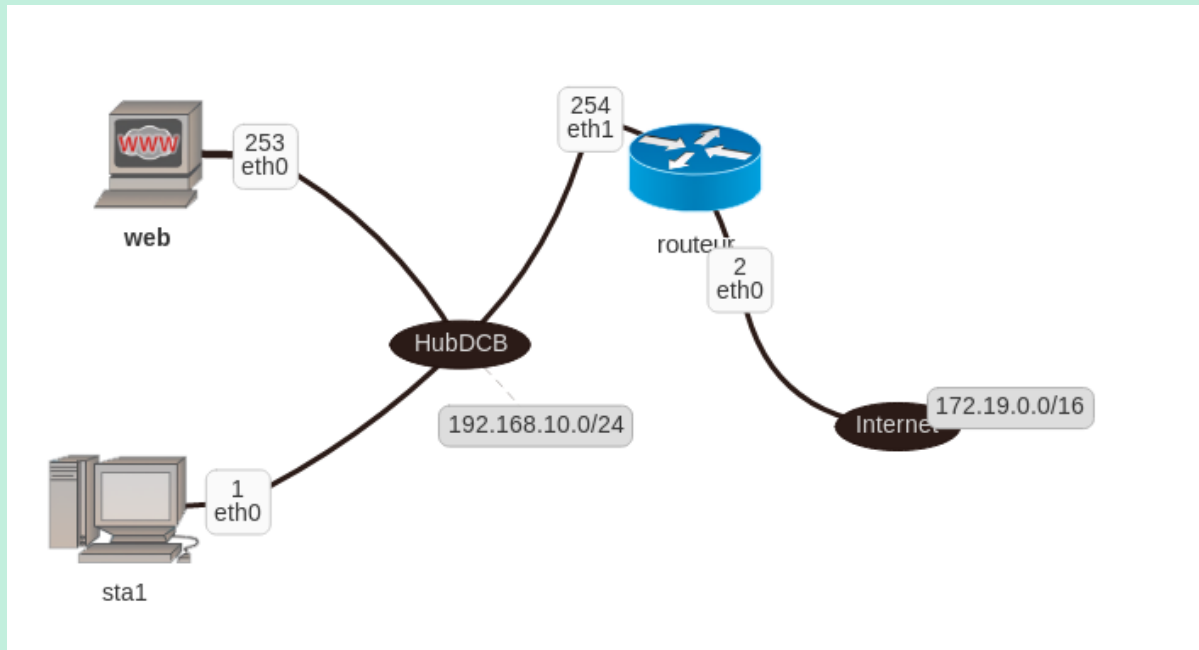 254
eth1
WWW
253
eth0
web
routeur
2
eth0
HubDCB
192.168.10.0/24
172.19.0.0/16
Internet
1
eth0
sta1